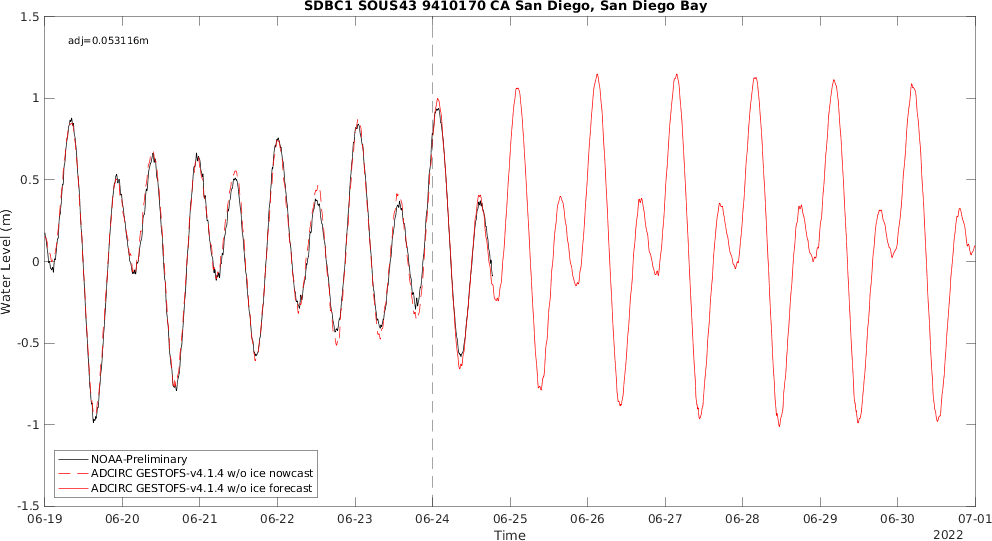 SDBC1 SOUS43 9410170 CA San Diego, San Diego Bay
adj=0.053116m
Water Level (m)
1.5
1
0.5
0
-0.5
-1
-1.5
NOAA-Preliminary
ADCIRC GESTOFS-v4.1.4 w/o ice nowcast
ADCIRC GESTOFS-v4.1.4 w/o ice forecast
06-19 06-20 06-21 06-22 06-23 06-24 06-25 06-26 06-27 06-28 06-29 06-30 07-01
Time
2022